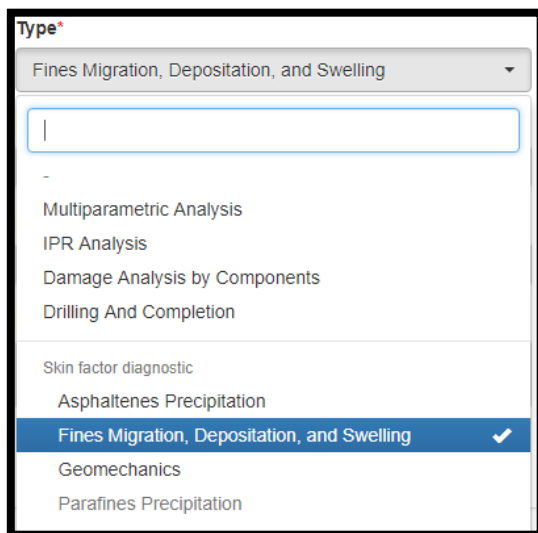 Type*
Fines Migration, Depositation, and Swelling
-
Multiparametric Analysis
IPR Analysis
Damage Analysis by Components
Drilling And Completion
Skin factor diagnostic
Asphaltenes Precipitation
Fines Migration, Depositation, and Swelling
Geomechanics
Parafines Precipitation